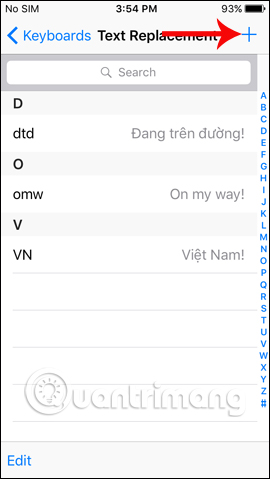 No SIM 3:54 PM 93%
Keyboards Text Replacement +
Search
D
dtd Đang trên đường!
O
omw On my way!
V
VN Việt Nam!
A
B
C
D
E
F
G
H
I
J
K
L
M
N
O
P
Q
R
S
T
U
V
W
X
Y
Z
#
Quantrimang
Edit